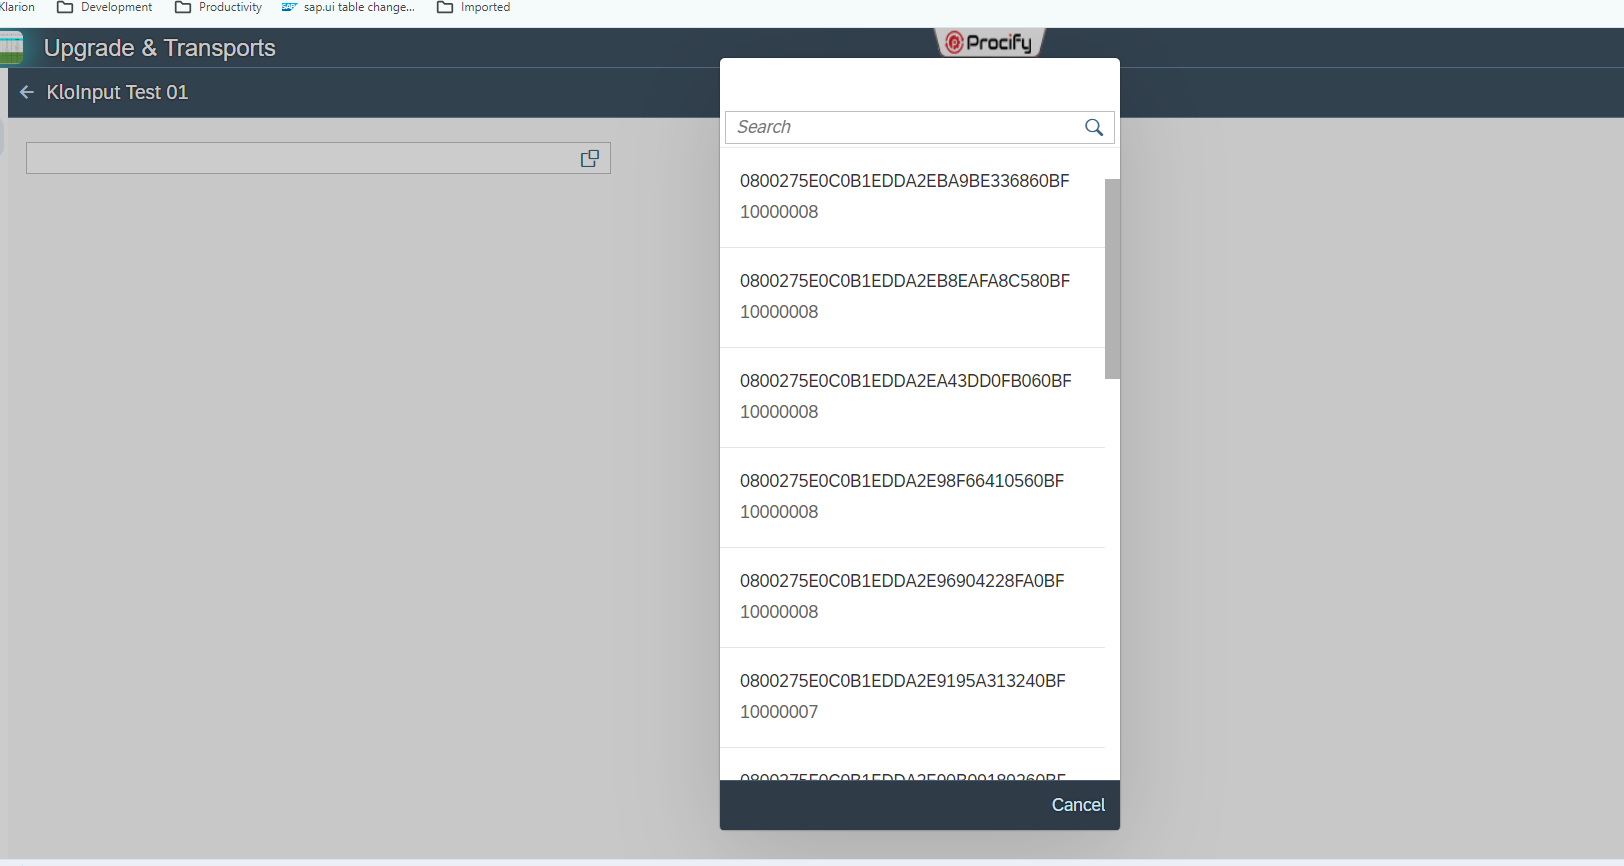 Klarion Development Productivity SAP sap.ui table change... Imported
Upgrade & Transports
Procify
KloInput Test 01
Search
0800275E0C0B1EDDA2EBA9BE336860BF
10000008
0800275E0C0B1EDDA2EB8EAFA8C580BF
10000008
0800275E0C0B1EDDA2EA43DD0FB060BF
10000008
0800275E0C0B1EDDA2E98F66410560BF
10000008
0800275E0C0B1EDDA2E96904228FA0BF
10000008
0800275E0C0B1EDDA2E9195A313240BF
10000007
Cancel